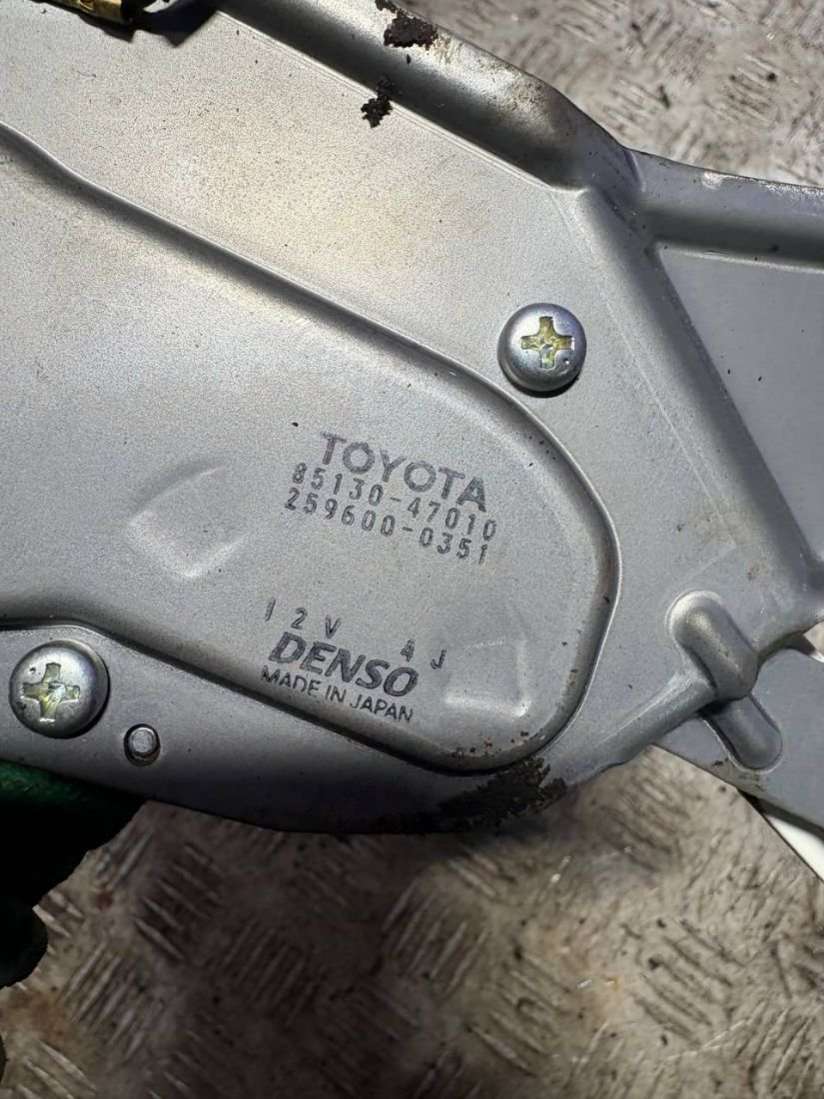 TOYOTA
85130-47010
259600-0351
12V 4J
DENSO
MADE IN JAPAN